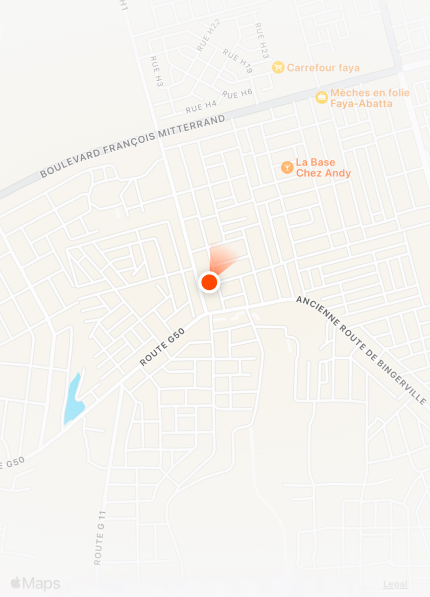 H1
RUE H22
RUE H23
RUE H3
RUE H19
Carrefour faya
RUE H6
RUE H4
Mèches en folie
Faya-Abatta
BOULEVARD FRANÇOIS MITTERRAND
La Base
Chez Andy
ANCIENNE ROUTE DE BINGERVILLE
ROUTE G50
E G50
ROUTE G 11
Maps
Legal